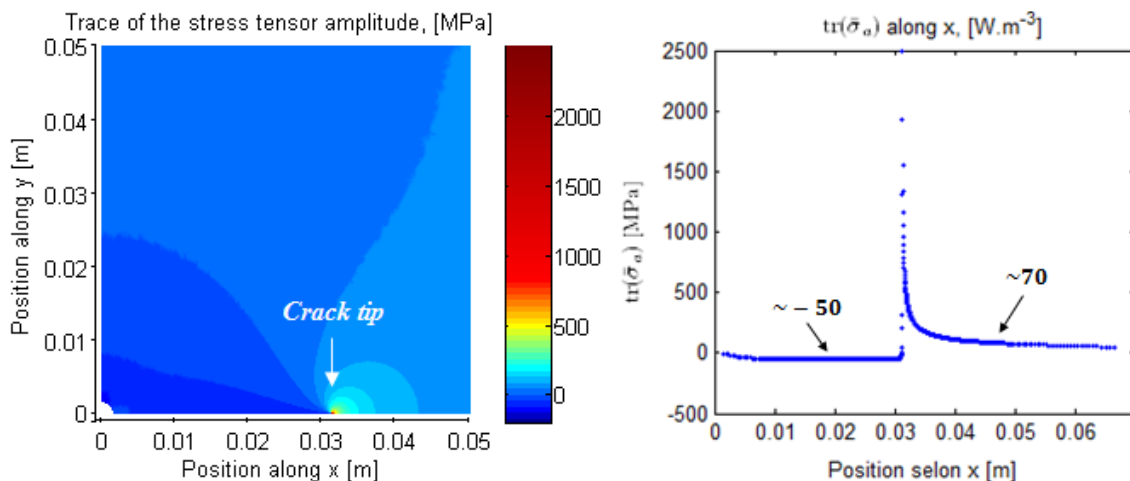 Trace of the stress tensor amplitude, [MPa]
0.05
0.04
0.03
0.02
0.01
0
Position along y [m]
Crack tip
0 0.01 0.02 0.03 0.04 0.05
Position along x [m]
2000
1500
1000
500
0
tr(σ̄ₐ) along x, [W.m⁻³]
2500
2000
1500
1000
500
0
-500
tr(σ̄ₐ) [MPa]
~− 50
~70
0 0.01 0.02 0.03 0.04 0.05 0.06
Position selon x [m]